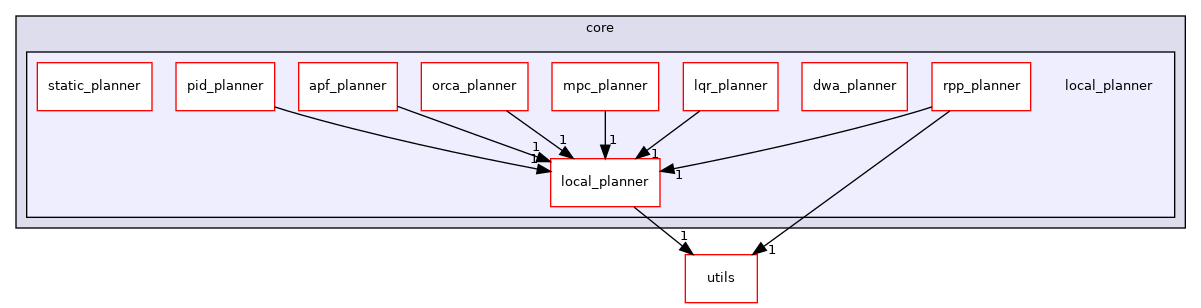 core
static_planner
pid_planner
apf_planner
orca_planner
mpc_planner
lqr_planner
dwa_planner
rpp_planner
local_planner
1
1
1
1
1
1
local_planner
1
1
utils